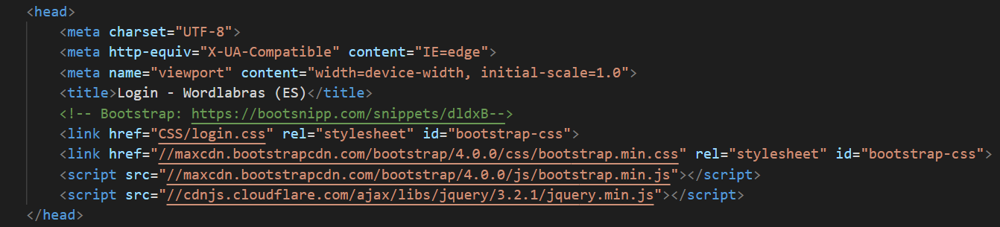 <head>
<meta charset="UTF-8">
<meta http-equiv="X-UA-Compatible" content="IE=edge">
<meta name="viewport" content="width=device-width, initial-scale=1.0">
<title>Login - Wordlabras (ES)</title>
<!-- Bootstrap: https://bootsnipp.com/snippets/dldxB-->
<link href="CSS/login.css" rel="stylesheet" id="bootstrap-css">
<link href="//maxcdn.bootstrapcdn.com/bootstrap/4.0.0/css/bootstrap.min.css" rel="stylesheet" id="bootstrap-css">
<script src="//maxcdn.bootstrapcdn.com/bootstrap/4.0.0/js/bootstrap.min.js"></script>
<script src="//cdnjs.cloudflare.com/ajax/libs/jquery/3.2.1/jquery.min.js"></script>
</head>